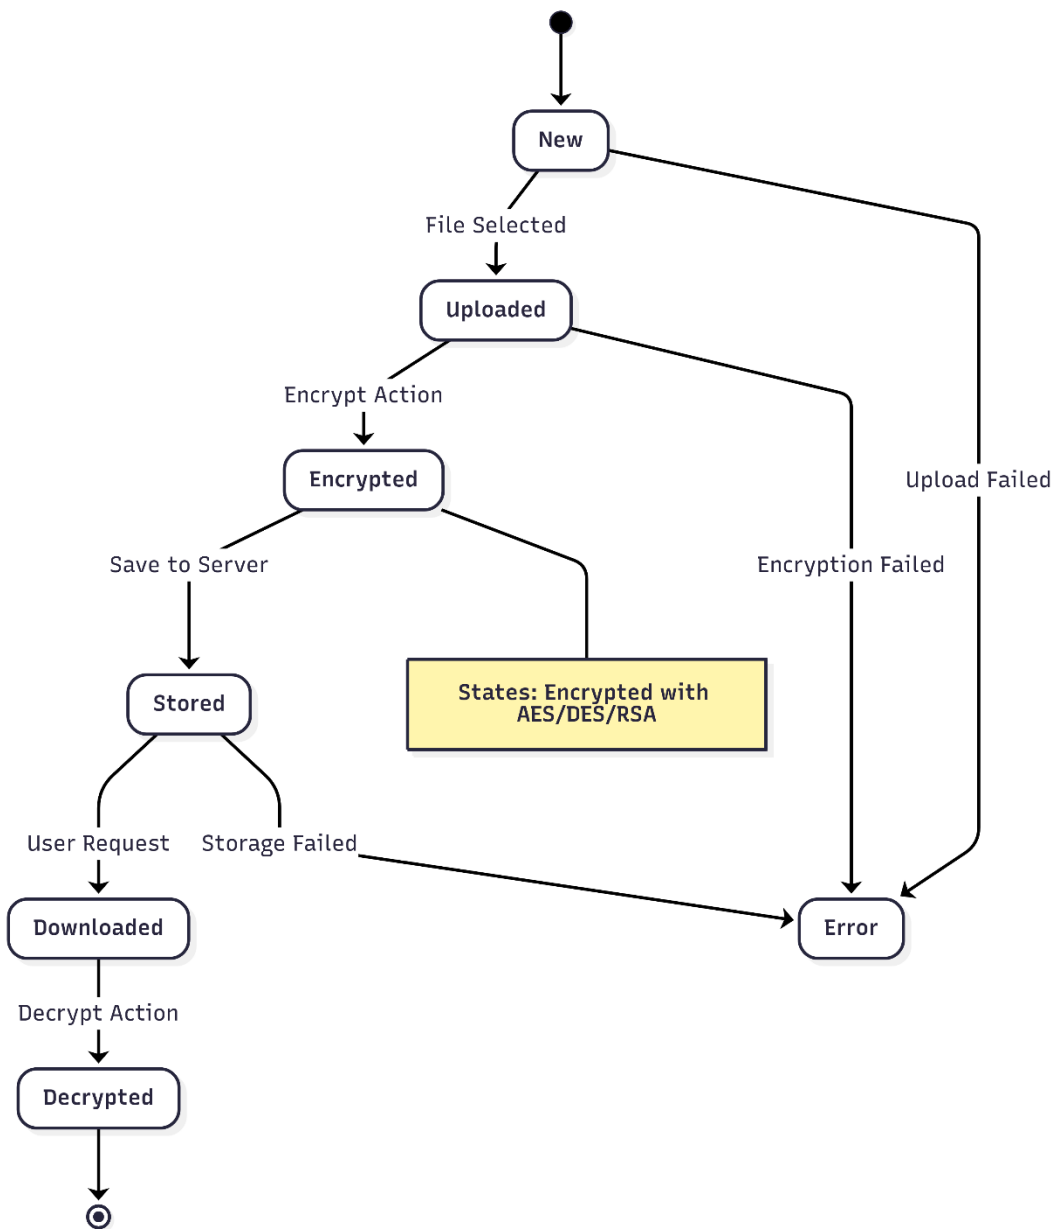 New
File Selected
Uploaded
Encrypt Action
Encrypted
Upload Failed
Save to Server
Encryption Failed
States: Encrypted with
AES/DES/RSA
Stored
User Request
Storage Failed
Downloaded
Error
Decrypt Action
Decrypted